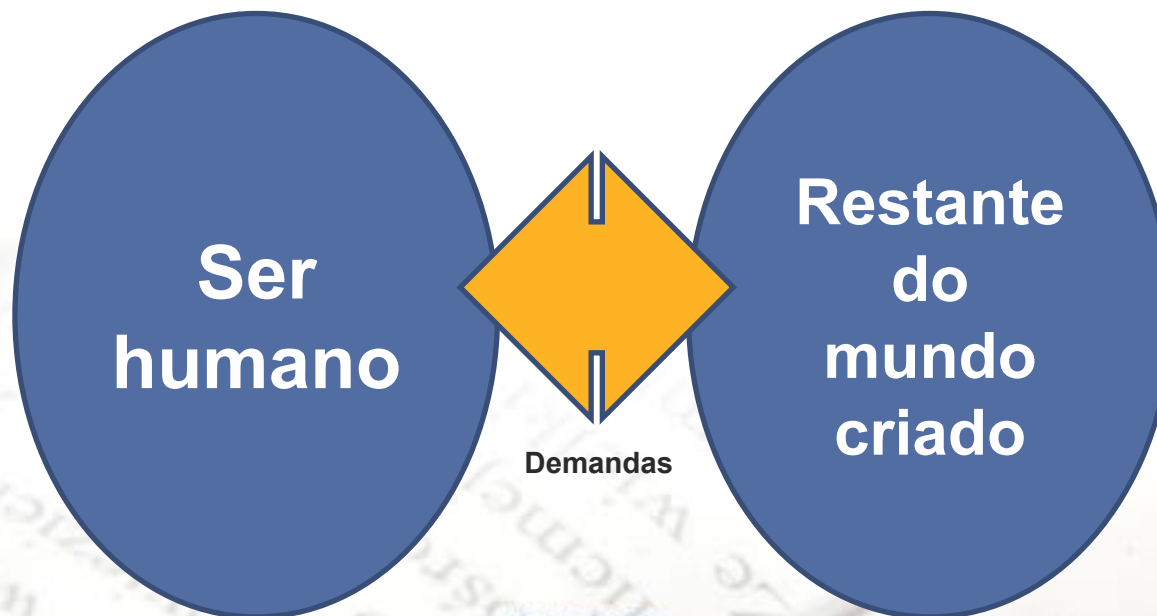 Ser
humano
Restante
do
mundo
criado
Demandas